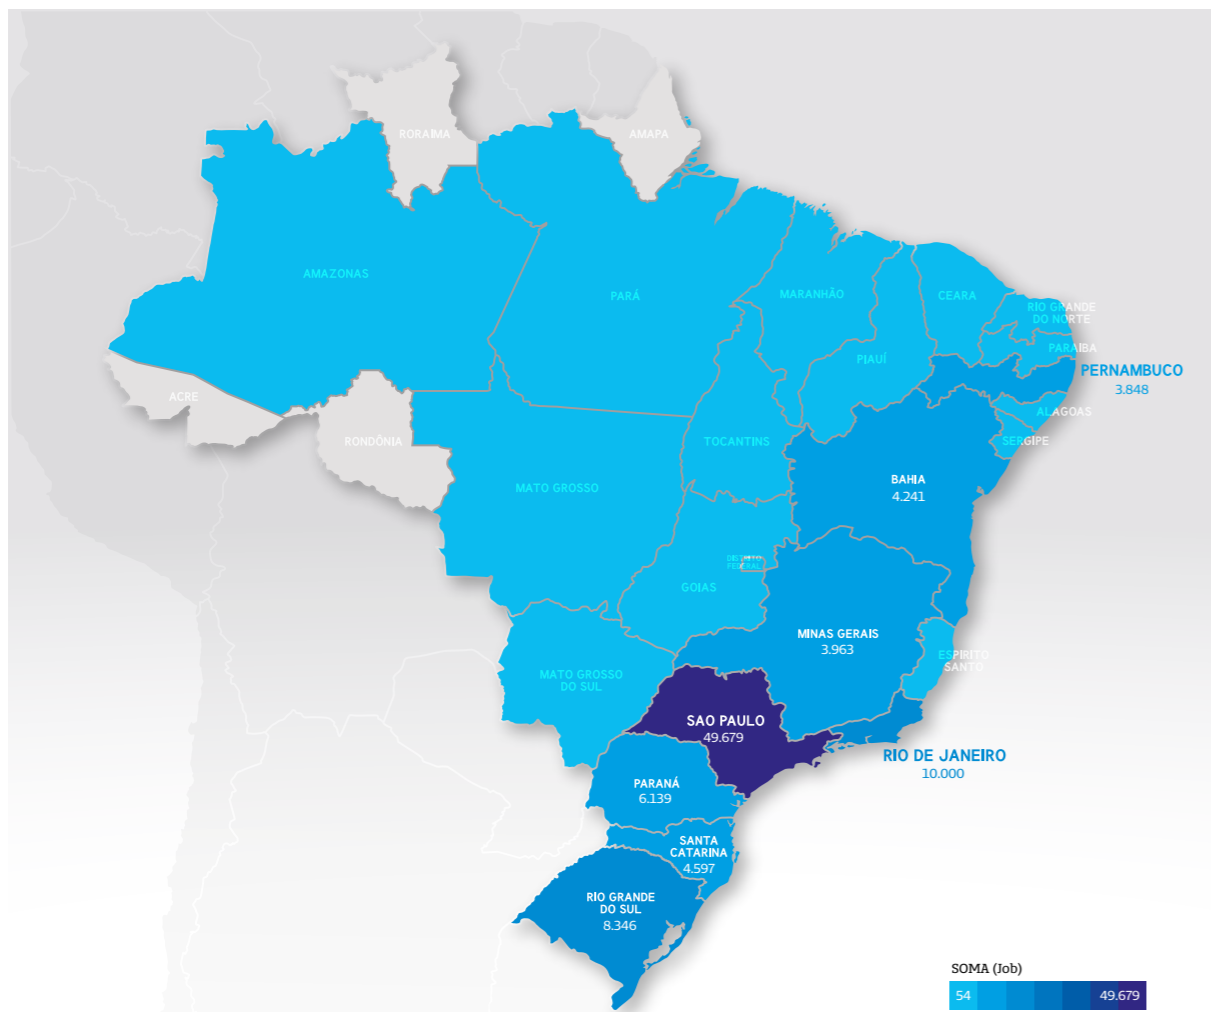 RORAIMA
AMAPA
AMAZONAS
PARÁ
MARANHÃO
CEARA
RIO GRANDE
DO NORTE
PARAIBA
PIAUÍ
PERNAMBUCO
3.848
ACRE
ALAGOAS
RONDÔNIA
TOCANTINS
SERGIPE
MATO GROSSO
BAHIA
4.241
DISTRITO
FEDERAL
GOIAS
MINAS GERAIS
3.963
ESPIRITO
SANTO
MATO GROSSO
DO SUL
SAO PAULO
49.679
RIO DE JANEIRO
10.000
PARANÁ
6.139
SANTA
CATARINA
4.597
RIO GRANDE
DO SUL
8.346
SOMA (Job)
54
49.679